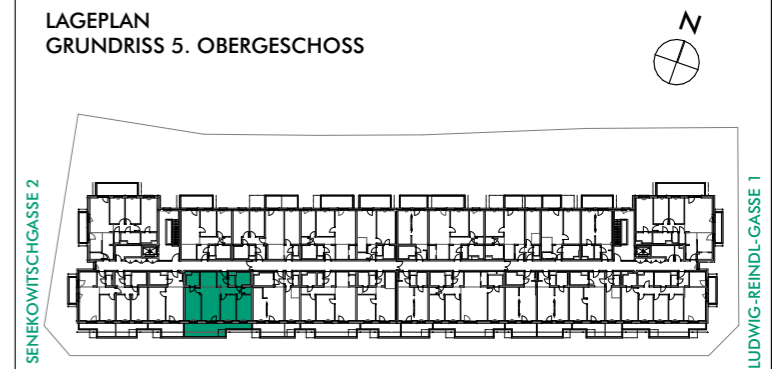 LAGEPLAN
GRUNDRISS 5. OBERGESCHOSS
N
SENEKOWITSCHGASSE 2
LUDWIG-REINDL-GASSE 1